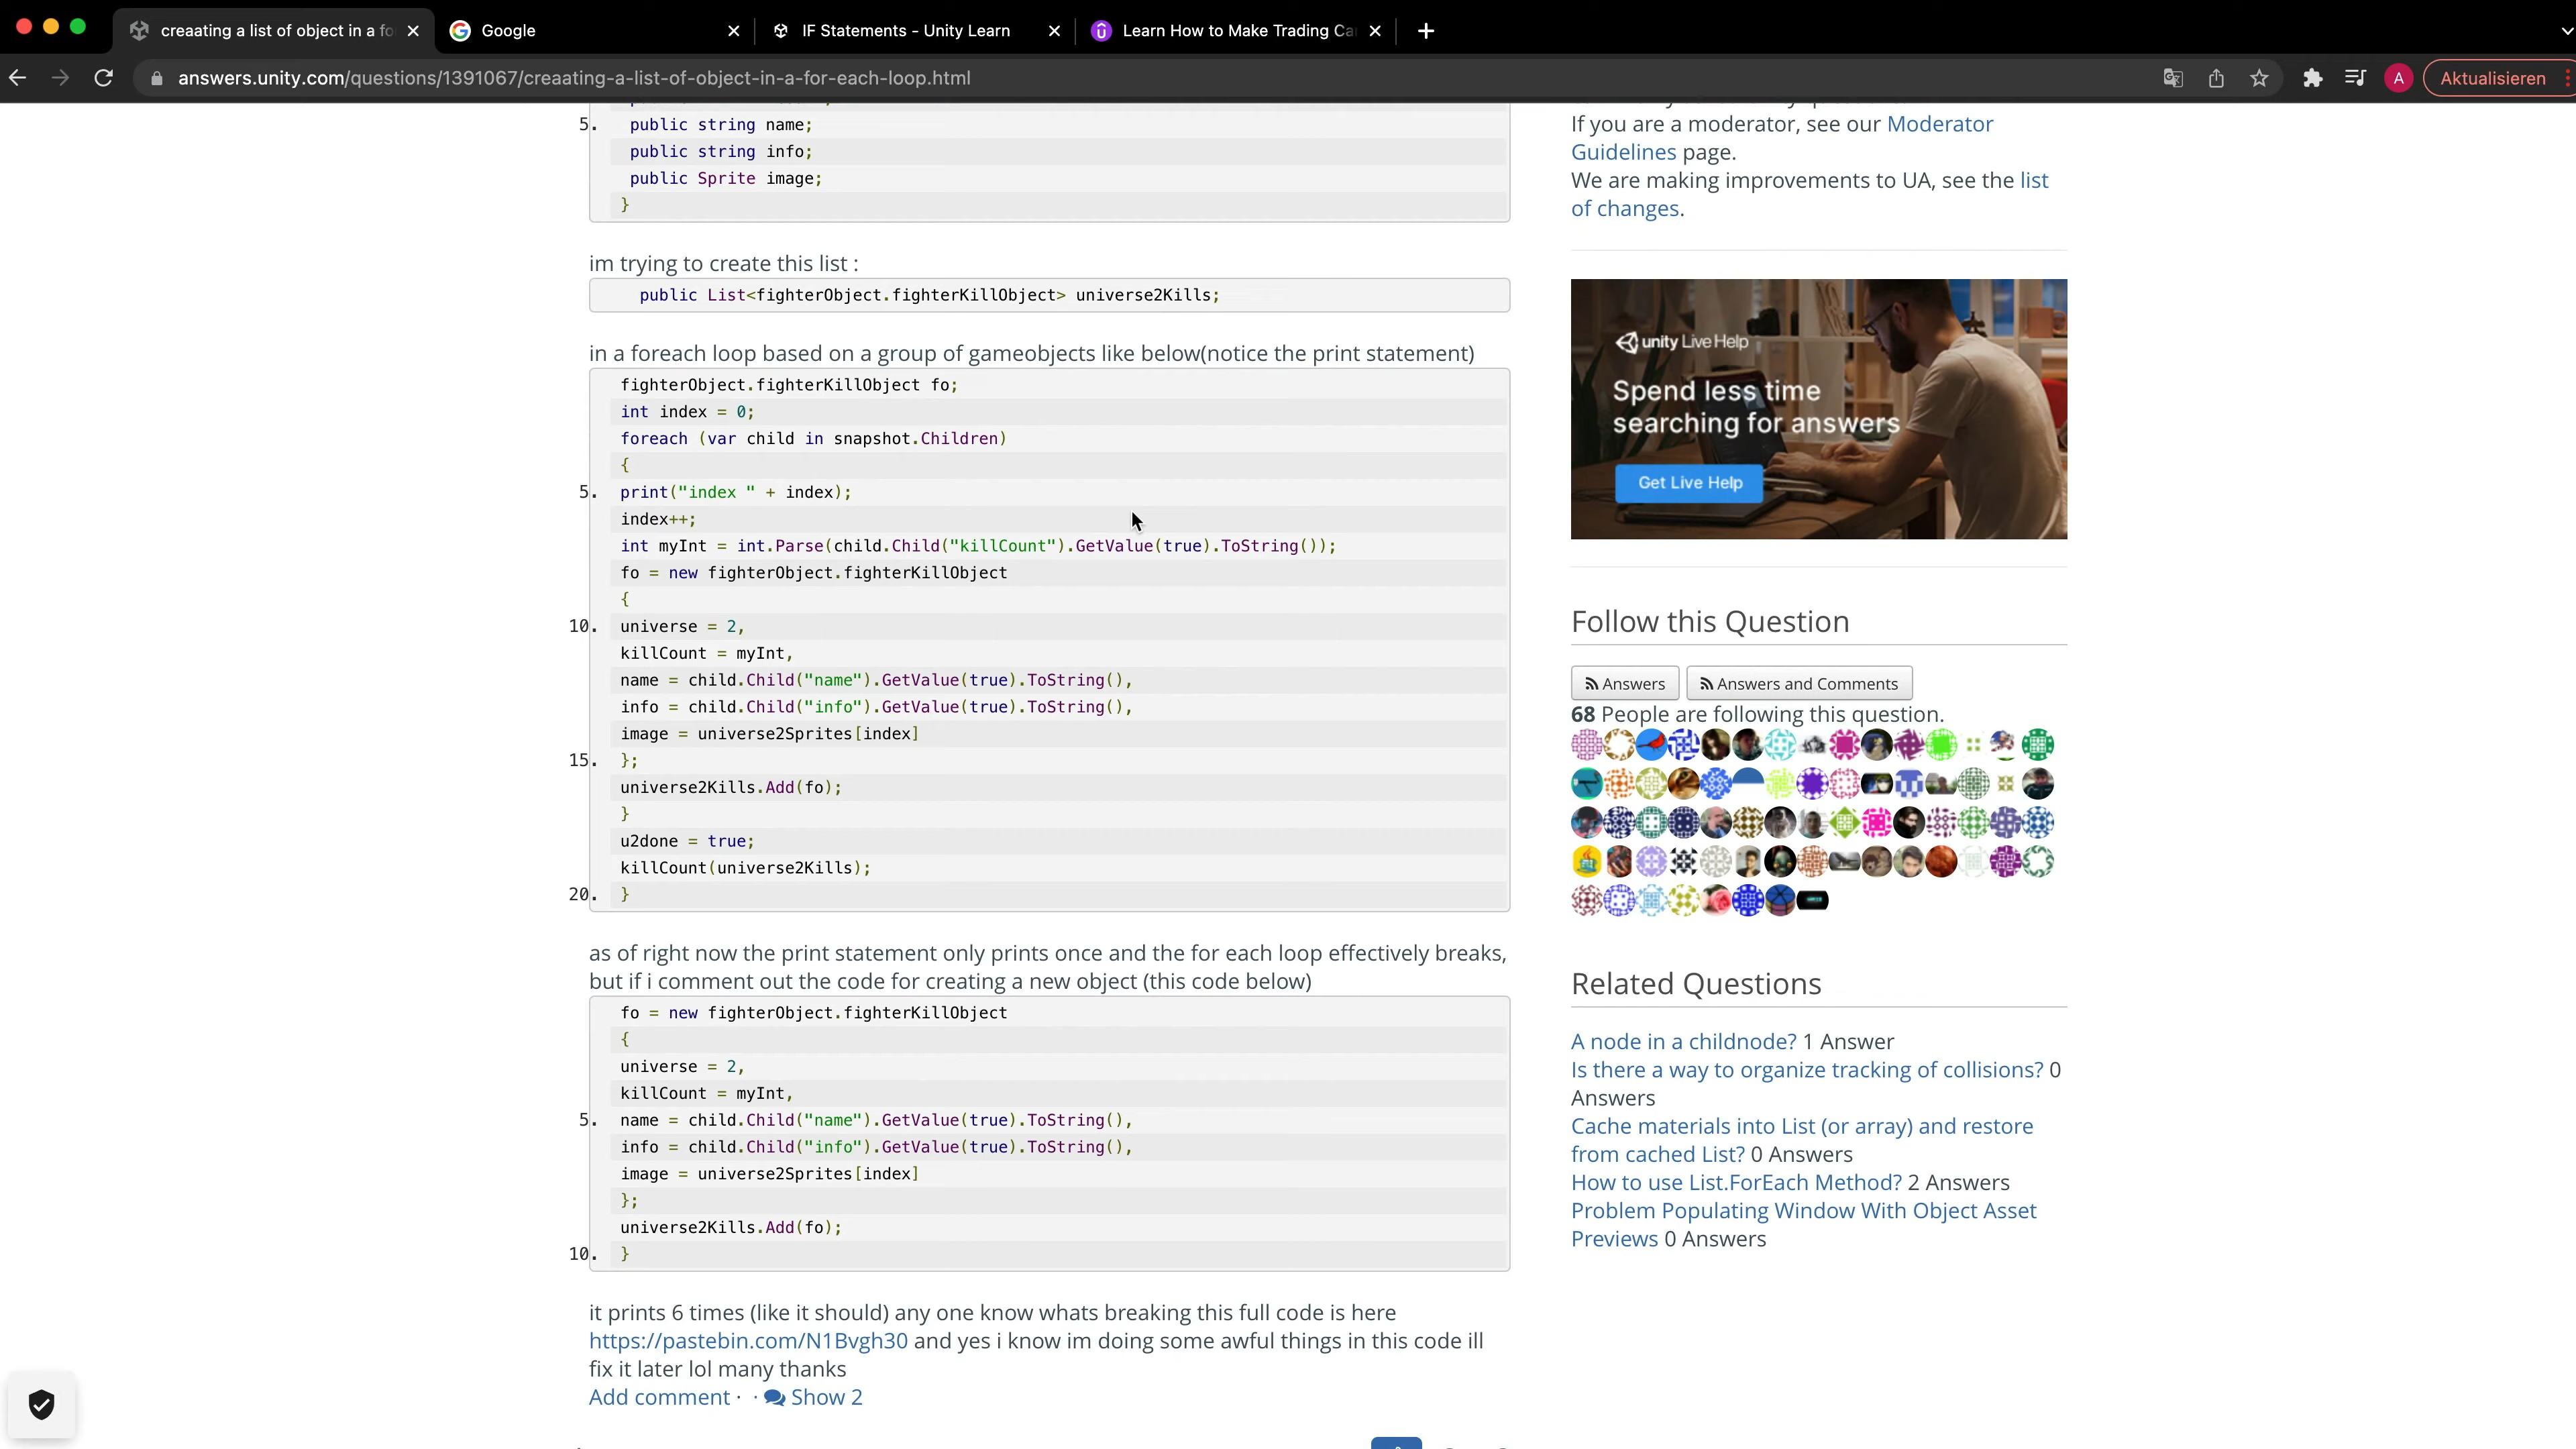 creaating a list of object in a fo
Google
IF Statements - Unity Learn
Learn How to Make Trading Ca
answers.unity.com/questions/1391067/creaating-a-list-of-object-in-a-for-each-loop.html
A
Aktualisieren
5. public string name;
public string info;
public Sprite image;
}
im trying to create this list :
public List<fighterObject.fighterKillObject> universe2Kills;
in a foreach loop based on a group of gameobjects like below(notice the print statement)
fighterObject.fighterKillObject fo;
int index = 0;
foreach (var child in snapshot.Children)
{
5. print("index " + index);
index++;
int myInt = int.Parse(child.Child("killCount").GetValue(true).ToString());
fo = new fighterObject.fighterKillObject
{
10. universe = 2,
killCount = myInt,
name = child.Child("name").GetValue(true).ToString(),
info = child.Child("info").GetValue(true).ToString(),
image = universe2Sprites[index]
15. };
universe2Kills.Add(fo);
}
u2done = true;
killCount(universe2Kills);
20. }
as of right now the print statement only prints once and the for each loop effectively breaks,
but if i comment out the code for creating a new object (this code below)
fo = new fighterObject.fighterKillObject
{
universe = 2,
killCount = myInt,
5. name = child.Child("name").GetValue(true).ToString(),
info = child.Child("info").GetValue(true).ToString(),
image = universe2Sprites[index]
};
universe2Kills.Add(fo);
10. }
it prints 6 times (like it should) any one know whats breaking this full code is here
https://pastebin.com/N1Bvgh30 and yes i know im doing some awful things in this code ill
fix it later lol many thanks
Add comment · · Show 2
If you are a moderator, see our Moderator
Guidelines page.
We are making improvements to UA, see the list
of changes.
unity Live Help
Spend less time
searching for answers
Get Live Help
Follow this Question
Answers
Answers and Comments
68 People are following this question.
Related Questions
A node in a childnode? 1 Answer
Is there a way to organize tracking of collisions? 0
Answers
Cache materials into List (or array) and restore
from cached List? 0 Answers
How to use List.ForEach Method? 2 Answers
Problem Populating Window With Object Asset
Previews 0 Answers